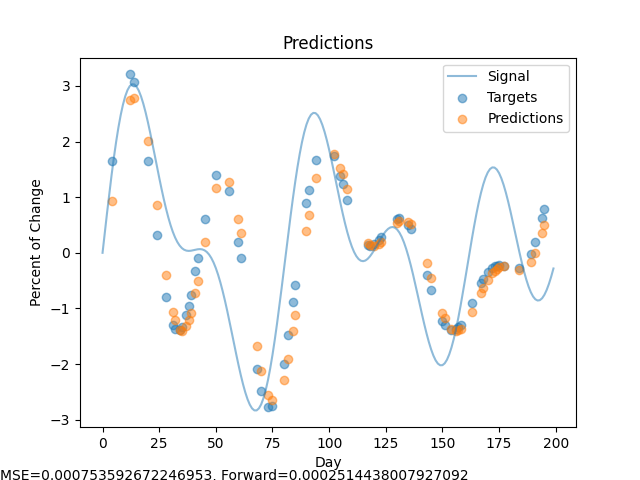 Predictions
Signal
Targets
Predictions
Percent of Change
3
2
1
0
−1
−2
−3
0
25
50
75
100
125
150
175
200
Day
MSE=0.000753592672246953, Forward=0.0002514438007927092